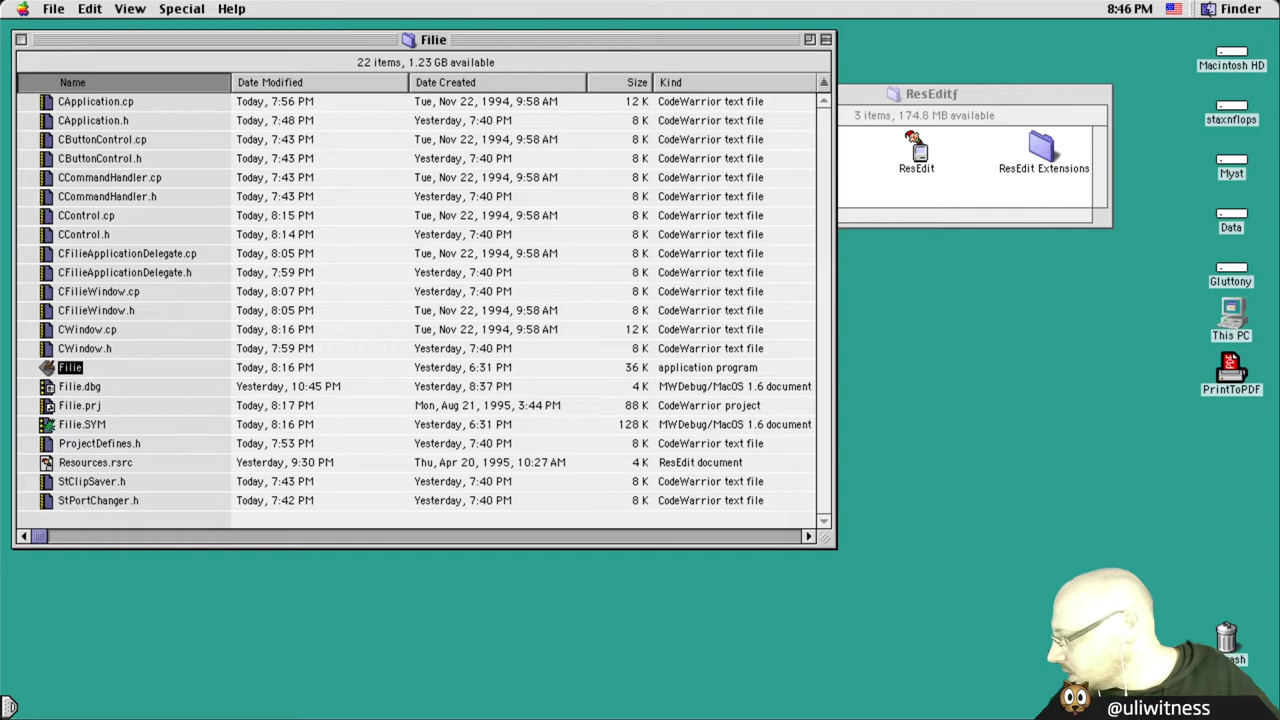 File Edit View Special Help 8:46 PM Finder
Filie
22 items, 1.23 GB available
Name Date Modified Date Created Size Kind
CApplication.cp Today, 7:56 PM Tue, Nov 22, 1994, 9:58 AM 12 K CodeWarrior text file
CApplication.h Today, 7:48 PM Yesterday, 7:40 PM 8 K CodeWarrior text file
CButtonControl.cp Today, 7:43 PM Tue, Nov 22, 1994, 9:58 AM 8 K CodeWarrior text file
CButtonControl.h Today, 7:43 PM Yesterday, 7:40 PM 8 K CodeWarrior text file
CCommandHandler.cp Today, 7:43 PM Tue, Nov 22, 1994, 9:58 AM 8 K CodeWarrior text file
CCommandHandler.h Today, 7:43 PM Yesterday, 7:40 PM 8 K CodeWarrior text file
CControl.cp Today, 8:15 PM Tue, Nov 22, 1994, 9:58 AM 8 K CodeWarrior text file
CControl.h Today, 8:14 PM Yesterday, 7:40 PM 8 K CodeWarrior text file
CFilieApplicationDelegate.cp Today, 8:05 PM Tue, Nov 22, 1994, 9:58 AM 8 K CodeWarrior text file
CFilieApplicationDelegate.h Today, 7:59 PM Yesterday, 7:40 PM 8 K CodeWarrior text file
CFilieWindow.cp Today, 8:07 PM Yesterday, 7:40 PM 8 K CodeWarrior text file
CFilieWindow.h Today, 8:05 PM Tue, Nov 22, 1994, 9:58 AM 8 K CodeWarrior text file
CWindow.cp Today, 8:16 PM Tue, Nov 22, 1994, 9:58 AM 12 K CodeWarrior text file
CWindow.h Today, 7:59 PM Yesterday, 7:40 PM 8 K CodeWarrior text file
Filie Today, 8:16 PM Yesterday, 6:31 PM 36 K application program
Filie.dbg Yesterday, 10:45 PM Yesterday, 8:37 PM 4 K MWDebug/MacOS 1.6 document
Filie.prj Today, 8:17 PM Mon, Aug 21, 1995, 3:44 PM 88 K CodeWarrior project
Filie.SYM Today, 8:16 PM Yesterday, 6:31 PM 128 K MWDebug/MacOS 1.6 document
ProjectDefines.h Today, 7:53 PM Yesterday, 7:40 PM 8 K CodeWarrior text file
Resources.rsrc Yesterday, 9:30 PM Thu, Apr 20, 1995, 10:27 AM 4 K ResEdit document
StClipSaver.h Today, 7:43 PM Yesterday, 7:40 PM 8 K CodeWarrior text file
StPortChanger.h Today, 7:42 PM Yesterday, 7:40 PM 8 K CodeWarrior text file
ResEditƒ
3 items, 174.8 MB available
ResEdit ResEdit Extensions
Macintosh HD
staxnflops
Myst
Data
Gluttony
This PC
PDF
PrintToPDF
@uliwitness